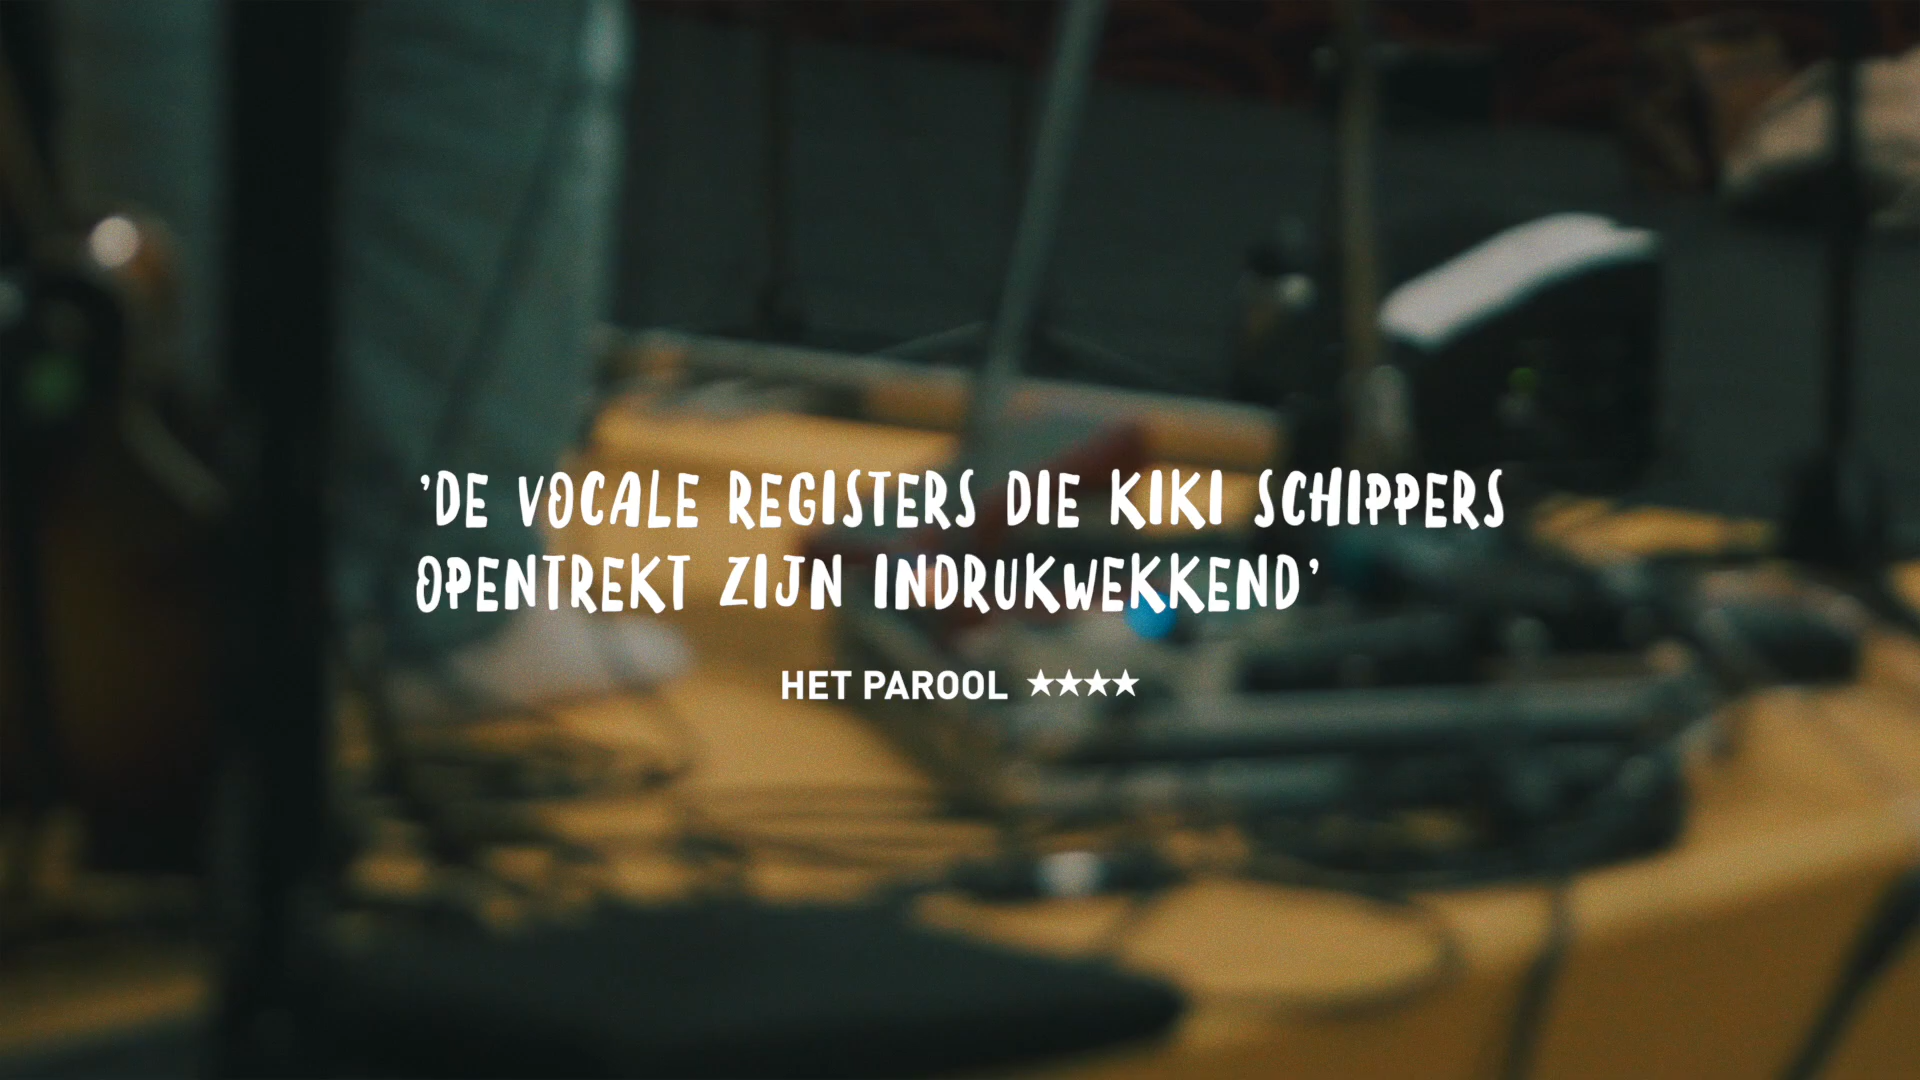 'DE VOCALE REGISTERS DIE KIKI SCHIPPERS
OPENTREKT ZIJN INDRUKWEKKEND'
HET PAROOL ★★★★